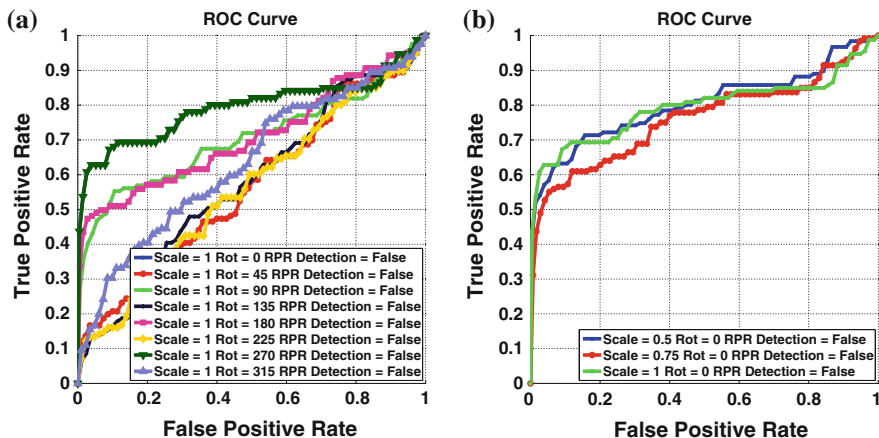 (a)
ROC Curve
True Positive Rate
1
0.9
0.8
0.7
0.6
0.5
0.4
0.3
0.2
0.1
0
Scale = 1 Rot = 0 RPR Detection = False
Scale = 1 Rot = 45 RPR Detection = False
Scale = 1 Rot = 90 RPR Detection = False
Scale = 1 Rot = 135 RPR Detection = False
Scale = 1 Rot = 180 RPR Detection = False
Scale = 1 Rot = 225 RPR Detection = False
Scale = 1 Rot = 270 RPR Detection = False
Scale = 1 Rot = 315 RPR Detection = False
0 0.2 0.4 0.6 0.8 1
False Positive Rate
(b)
ROC Curve
True Positive Rate
1
0.9
0.8
0.7
0.6
0.5
0.4
0.3
0.2
0.1
0
Scale = 0.5 Rot = 0 RPR Detection = False
Scale = 0.75 Rot = 0 RPR Detection = False
Scale = 1 Rot = 0 RPR Detection = False
0 0.2 0.4 0.6 0.8 1
False Positive Rate